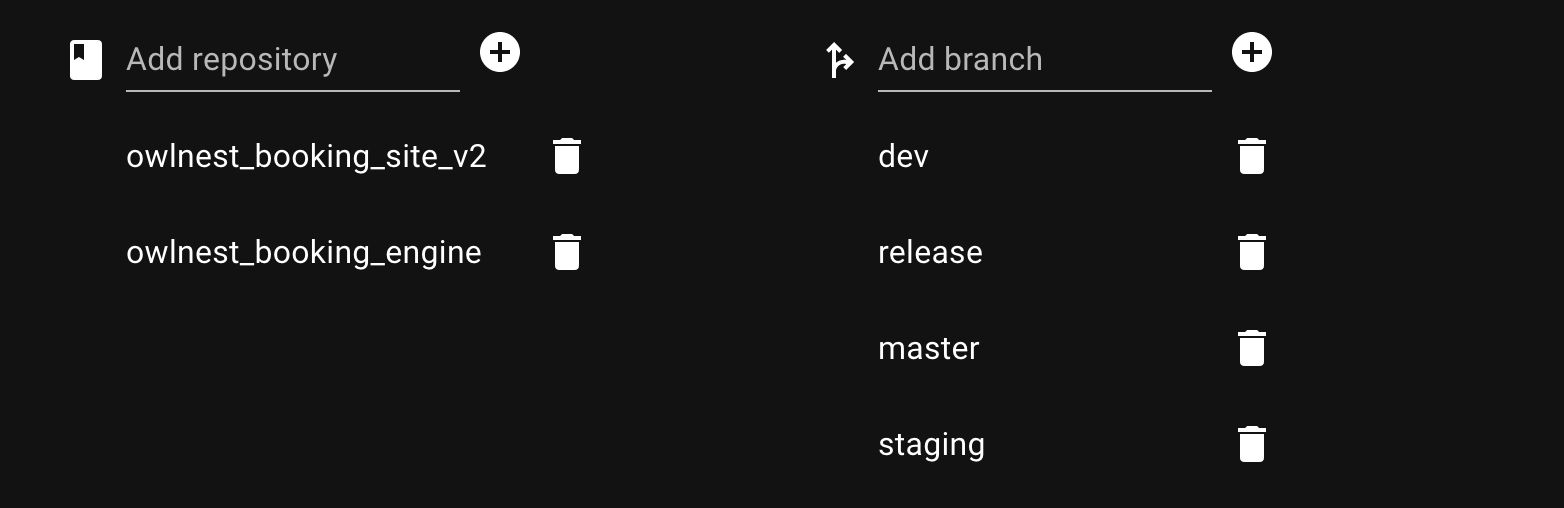 Add repository
owlnest_booking_site_v2
owlnest_booking_engine
Add branch
dev
release
master
staging